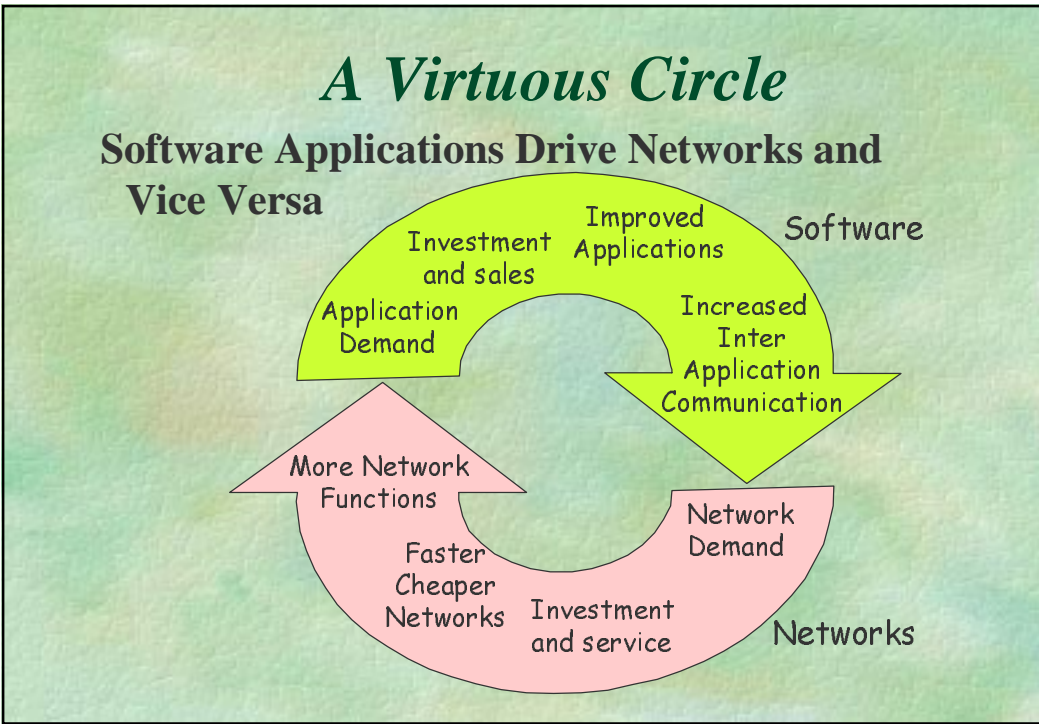 A Virtuous Circle
Software Applications Drive Networks and
Vice Versa
Application
Demand
Investment
and sales
Improved
Applications
Software
Increased
Inter
Application
Communication
Network
Demand
Investment
and service
Networks
Faster
Cheaper
Networks
More Network
Functions